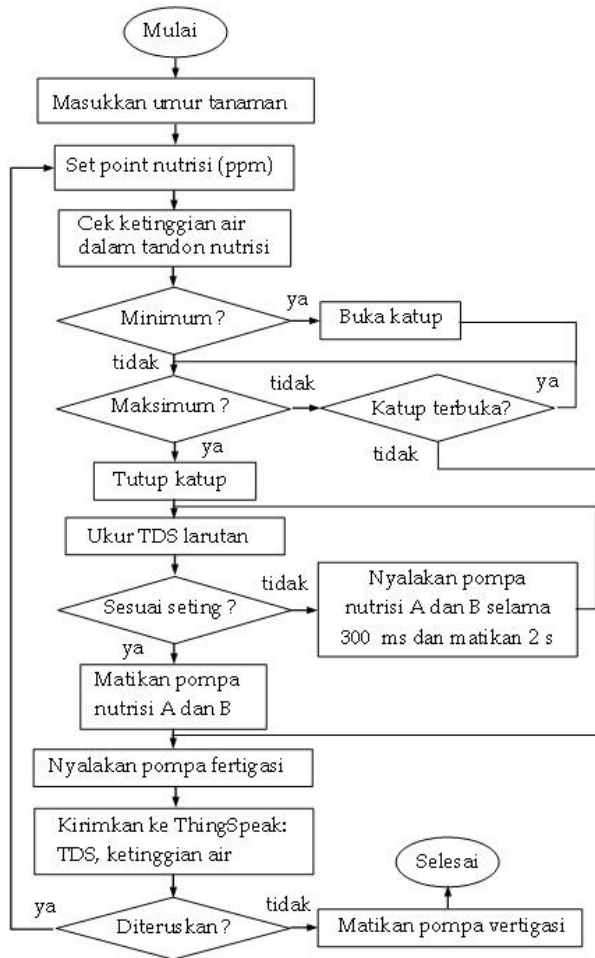 Mulai
Masukkan umur tanaman
Set point nutrisi (ppm)
Cek ketinggian air
dalam tandon nutrisi
Minimum ?
ya
Buka katup
tidak
Maksimum ?
tidak
Katup terbuka?
ya
ya
tidak
Tutup katup
Ukur TDS larutan
Sesuai seting ?
tidak
Nyalakan pompa
nutrisi A dan B selama
300 ms dan matikan 2 s
ya
Matikan pompa
nutrisi A dan B
Nyalakan pompa fertigasi
Kirimkan ke ThingSpeak:
TDS, ketinggian air
Selesai
ya
Diteruskan ?
tidak
Matikan pompa vertigasi